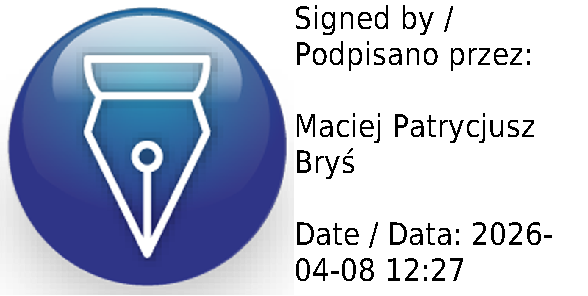 Signed by /
Podpisano przez:
Maciej Patrycjusz
Bryś
Date / Data: 2026-
04-08 12:27